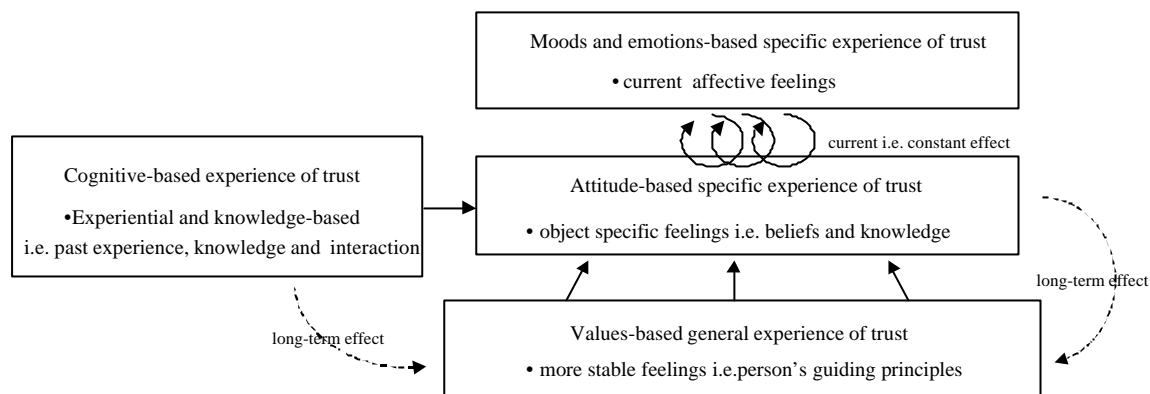 Moods and emotions-based specific experience of trust
• current affective feelings
current i.e. constant effect
Cognitive-based experience of trust
•Experiential and knowledge-based
i.e. past experience, knowledge and interaction
Attitude-based specific experience of trust
• object specific feelings i.e. beliefs and knowledge
long-term effect
long-term effect
Values-based general experience of trust
• more stable feelings i.e.person's guiding principles